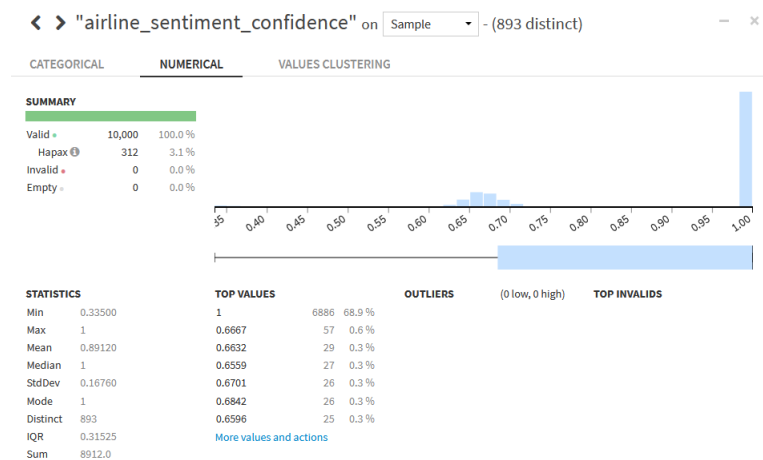 "airline_sentiment_confidence" on Sample - (893 distinct)
CATEGORICAL NUMERICAL VALUES CLUSTERING
SUMMARY
Valid 10,000 100.0 %
Hapax 312 3.1 %
Invalid 0 0.0 %
Empty 0 0.0 %
35 0.40 0.45 0.50 0.55 0.60 0.65 0.70 0.75 0.80 0.85 0.90 0.95 1.00
STATISTICS TOP VALUES OUTLIERS (0 low, 0 high) TOP INVALIDS
Min 0.33500 1 6886 68.9 %
Max 1 0.6667 57 0.6 %
Mean 0.89120 0.6632 29 0.3 %
Median 1 0.6559 27 0.3 %
StdDev 0.16760 0.6701 26 0.3 %
Mode 1 0.6842 26 0.3 %
Distinct 893 0.6596 25 0.3 %
IQR 0.31525 More values and actions
Sum 8912.0